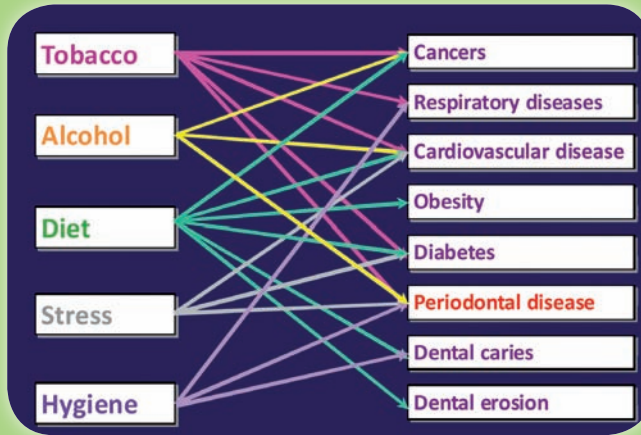 Tobacco
Alcohol
Diet
Stress
Hygiene
Cancers
Respiratory diseases
Cardiovascular disease
Obesity
Diabetes
Periodontal disease
Dental caries
Dental erosion